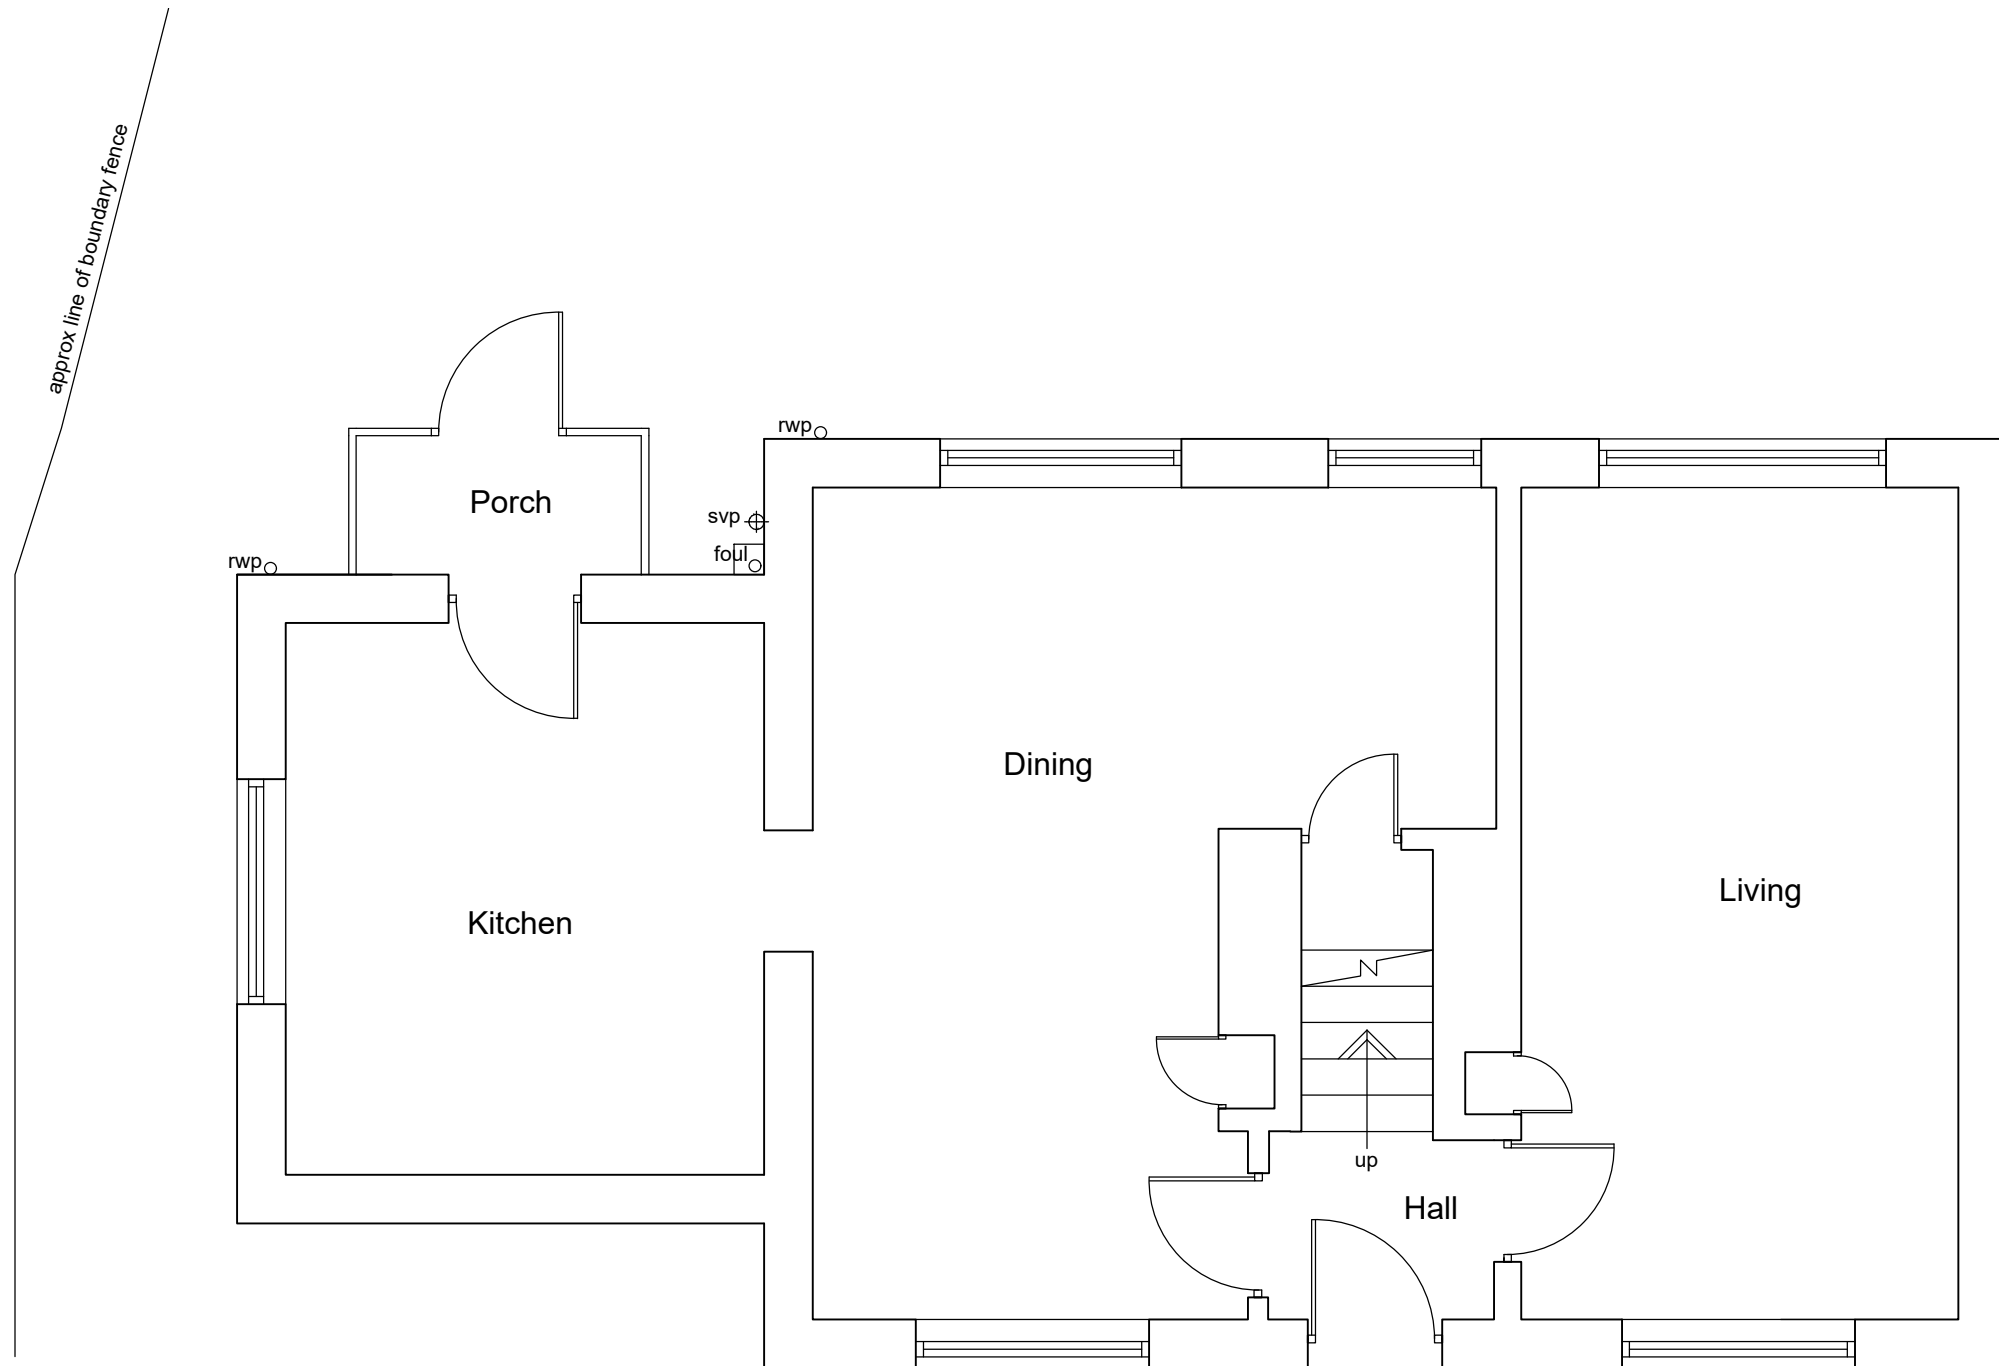 approx line of boundary fence
rwp
Porch
svp
foul
rwp
Dining
Living
Kitchen
up
Hall